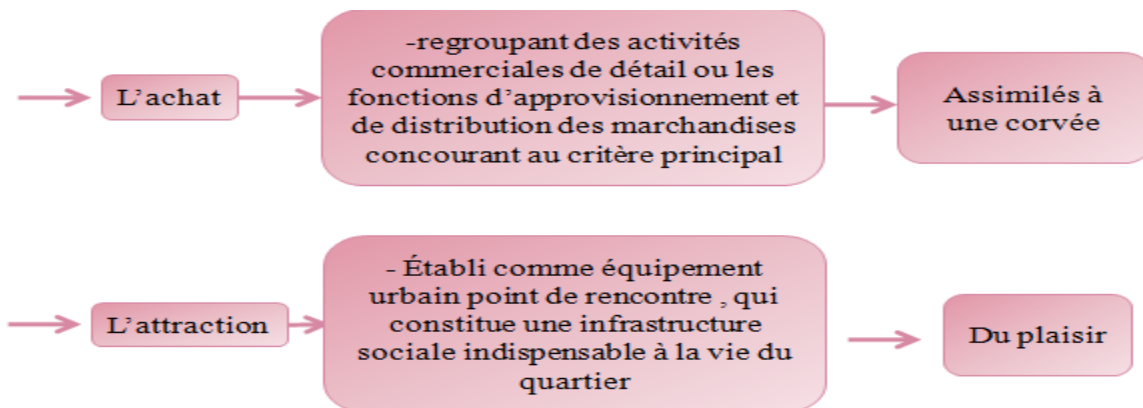 L'achat
-regroupant des activités
commerciales de détail ou les
fonctions d'approvisionnement et
de distribution des marchandises
concourant au critère principal
Assimilés à
une corvée
L'attraction
- Établi comme équipement
urbain point de rencontre , qui
constitue une infrastructure
sociale indispensable à la vie du
quartier
Du plaisir